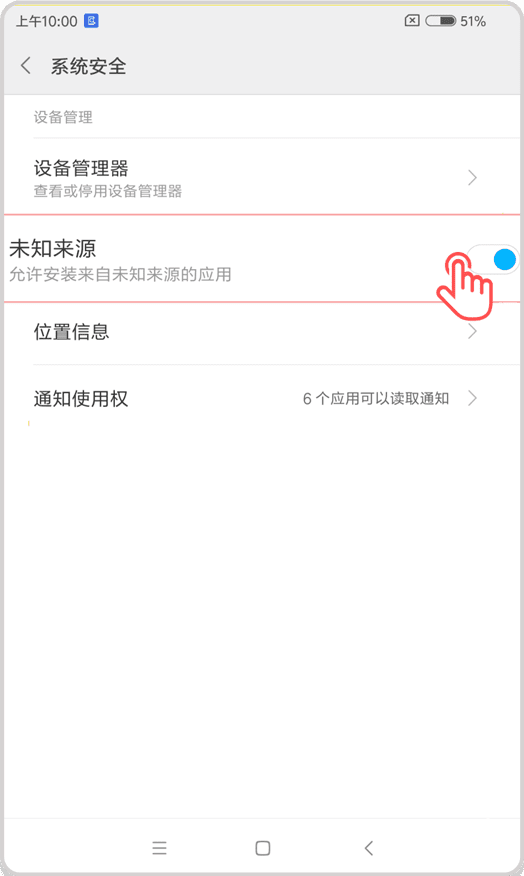 上午10:00
51%
系统安全
设备管理
设备管理器
查看或停用设备管理器
未知来源
允许安装来自未知来源的应用
位置信息
通知使用权 6 个应用可以读取通知